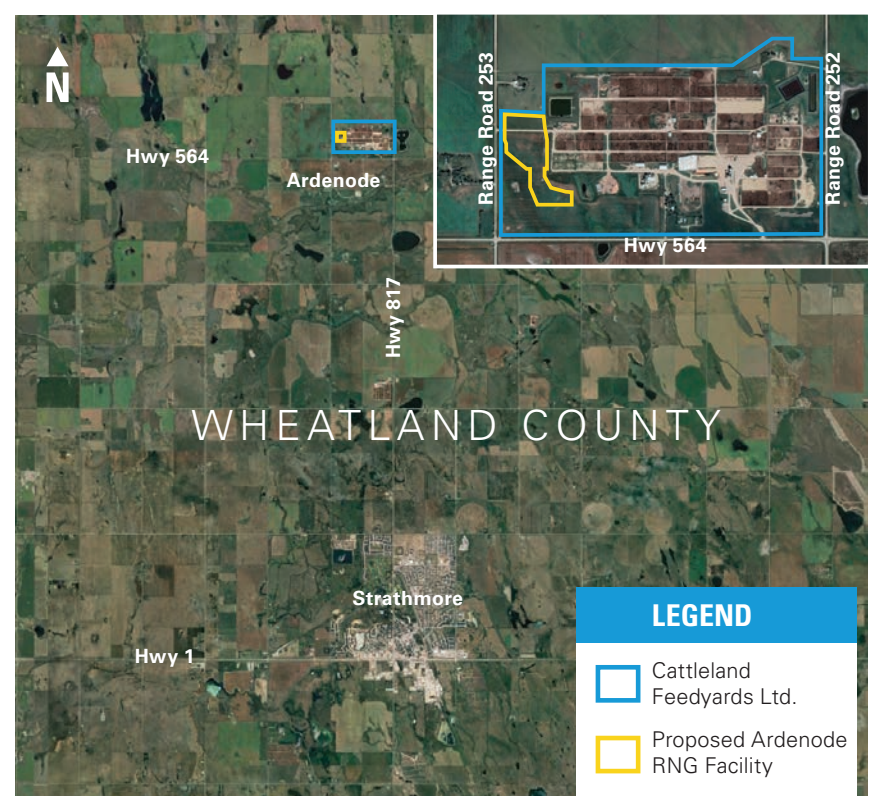 N
Hwy 564
Ardenode
Hwy 817
Range Road 253
Range Road 252
Hwy 564
WHEATLAND COUNTY
Strathmore
Hwy 1
LEGEND
Cattleland
Feedyards Ltd.
Proposed Ardenode
RNG Facility